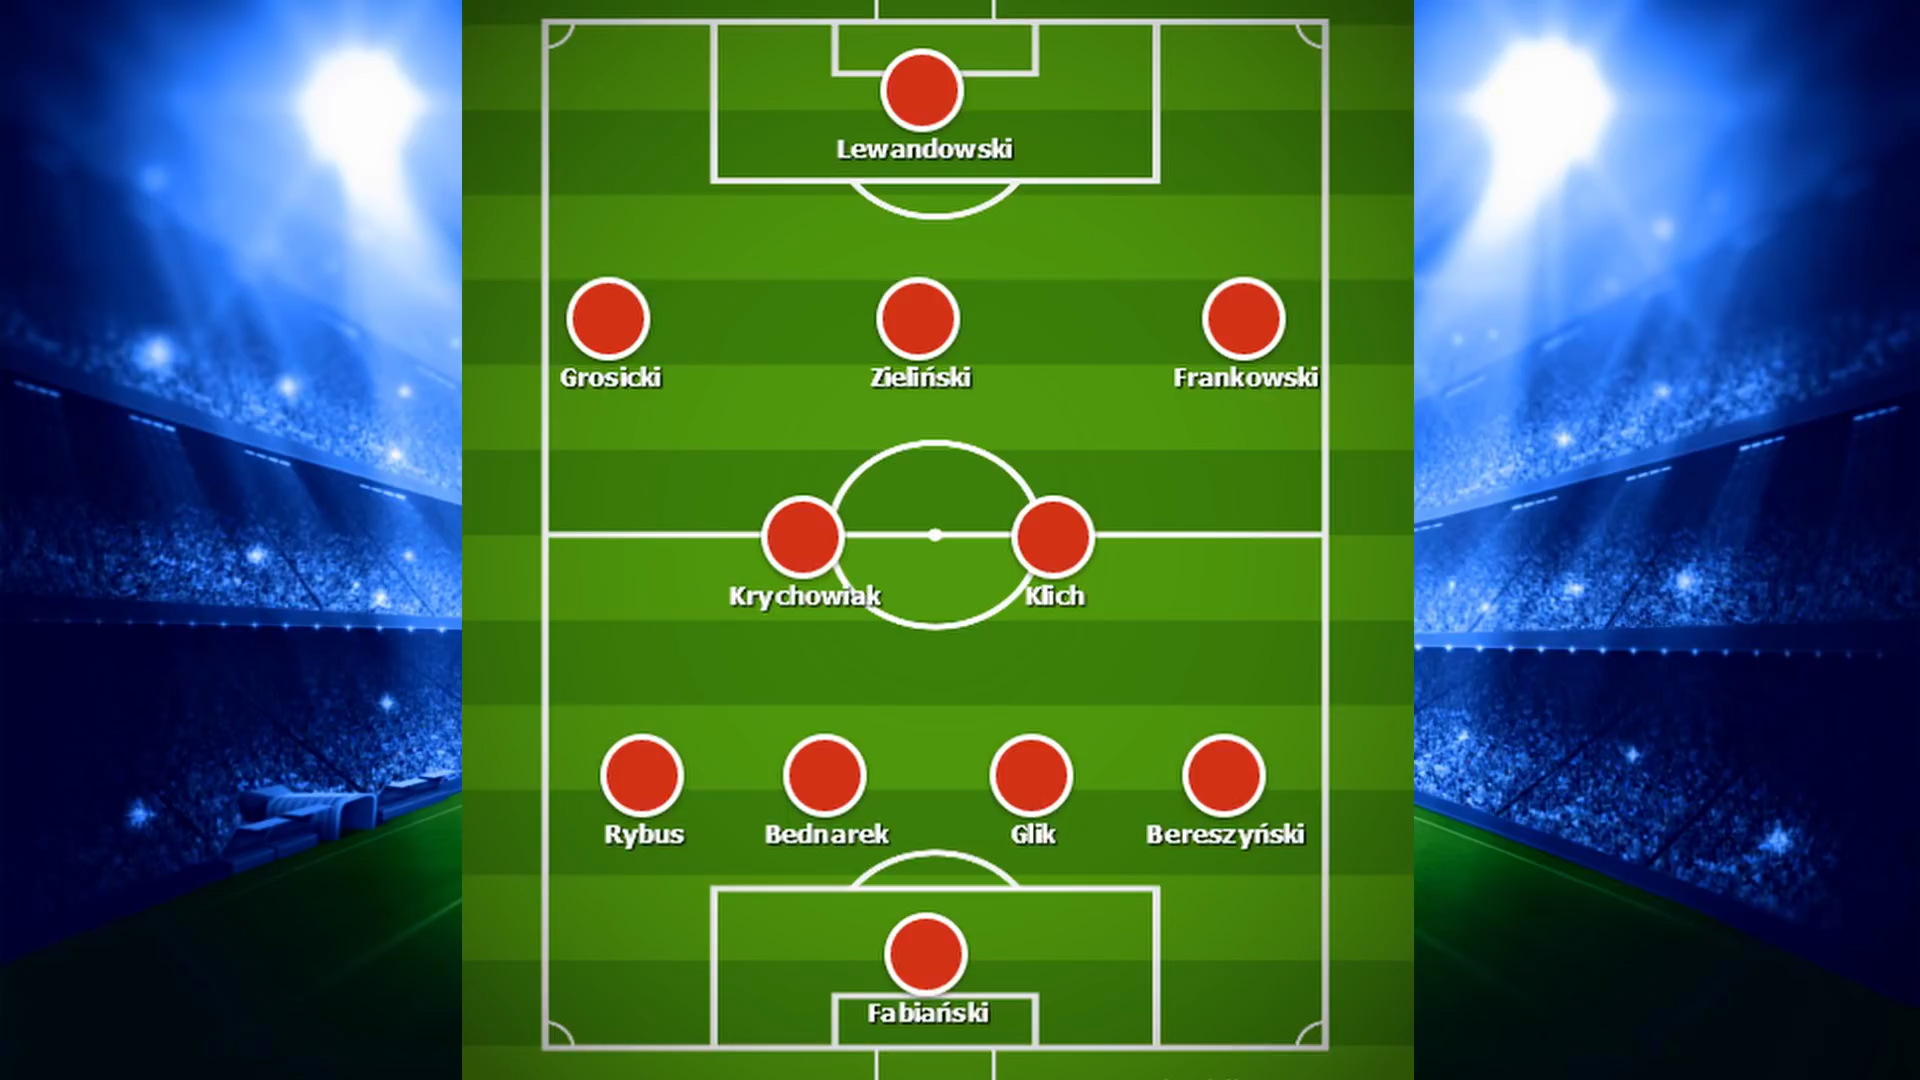 Lewandowski
Grosicki
Zieliński
Frankowski
Krychowiak
Klich
Rybus
Bednarek
Glik
Bereszyński
Fabiański